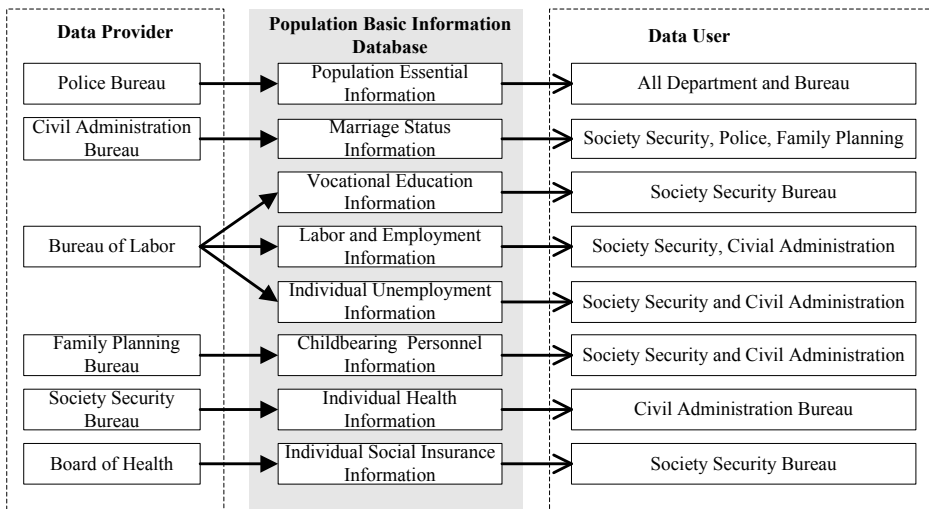 Data Provider
Population Basic Information
Database
Data User
Police Bureau
Population Essential
Information
All Department and Bureau
Civil Administration
Bureau
Marriage Status
Information
Society Security, Police, Family Planning
Vocational Education
Information
Society Security Bureau
Bureau of Labor
Labor and Employment
Information
Society Security, Civial Administration
Individual Unemployment
Information
Society Security and Civil Administration
Family Planning
Bureau
Childbearing Personnel
Information
Society Security and Civil Administration
Society Security
Bureau
Individual Health
Information
Civil Administration Bureau
Board of Health
Individual Social Insurance
Information
Society Security Bureau